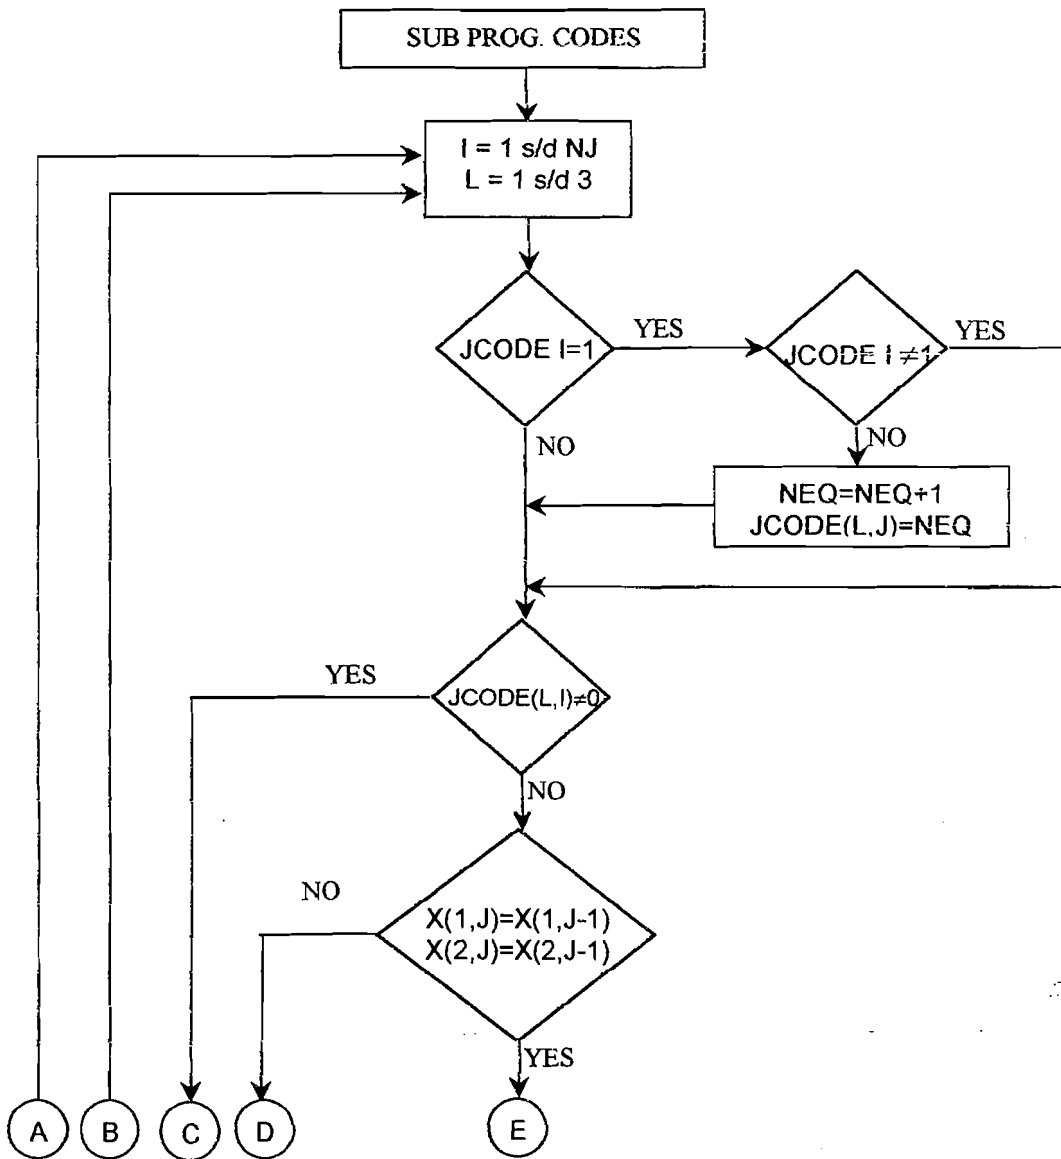 SUB PROG. CODES
I = 1 s/d NJ
L = 1 s/d 3
JCODE I=1
YES
JCODE I ≠1
YES
NO
NO
NEQ=NEQ+1
JCODE(L,J)=NEQ
YES
JCODE(L,I)≠0
NO
NO
X(1,J)=X(1,J-1)
X(2,J)=X(2,J-1)
YES
A
B
C
D
E